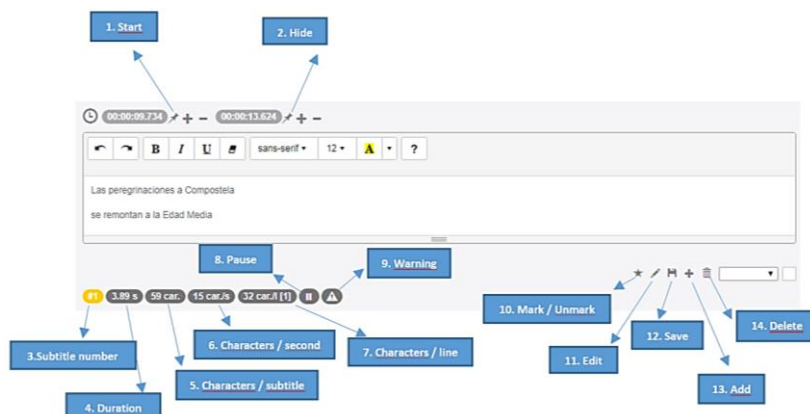 1. Start
2. Hide
00:00:09.734
00:00:13.624
B I U sans-serif 12 A ?
Las peregrinaciones a Compostela
se remontan a la Edad Media
8. Pause
9. Warning
#1 3.89 s 59 car. 15 car./s 32 car./l [1]
10. Mark / Unmark
12. Save
14. Delete
3.Subtitle number
6. Characters / second
7. Characters / line
11. Edit
5. Characters / subtitle
13. Add
4. Duration